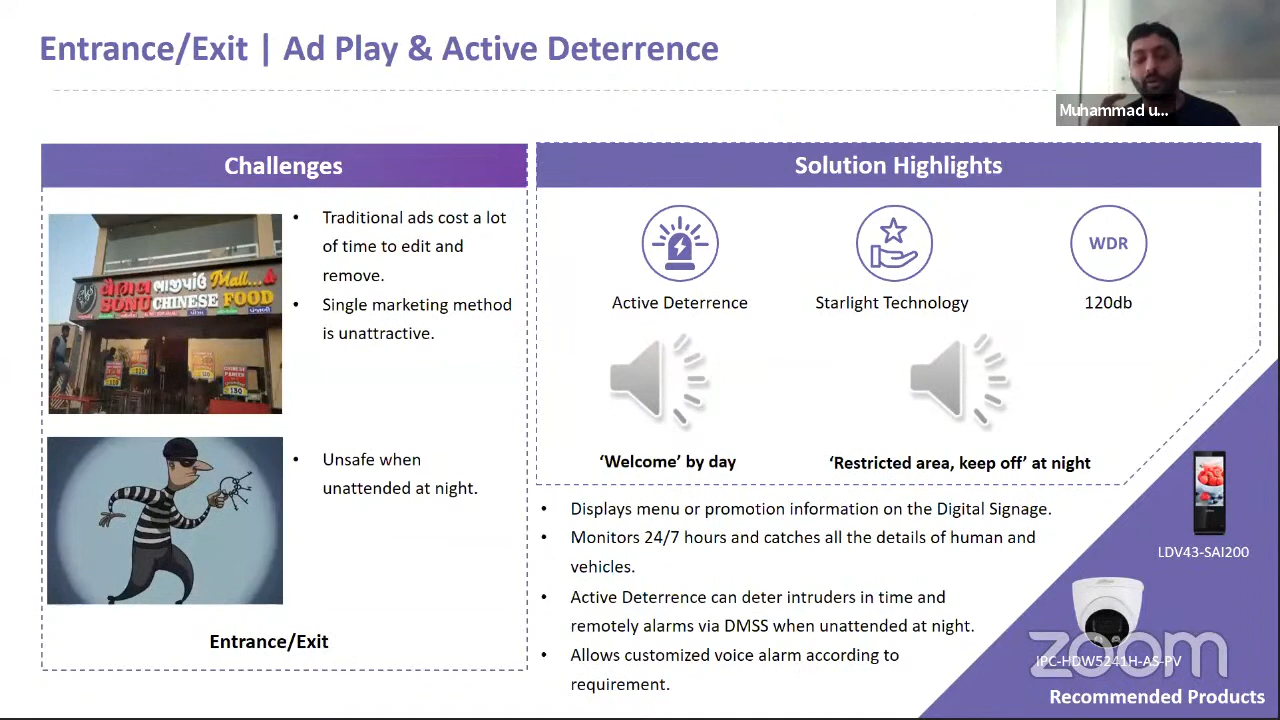 Entrance/Exit | Ad Play & Active Deterrence
Muhammad u...
Challenges
Solution Highlights
Mall...&
SONU CHINESE FOOD
• Traditional ads cost a lot
of time to edit and
remove.
• Single marketing method
is unattractive.
• Unsafe when
unattended at night.
Entrance/Exit
WDR
Active Deterrence
Starlight Technology
120db
‘Welcome’ by day
‘Restricted area, keep off’ at night
• Displays menu or promotion information on the Digital Signage.
• Monitors 24/7 hours and catches all the details of human and
vehicles.
• Active Deterrence can deter intruders in time and
remotely alarms via DMSS when unattended at night.
• Allows customized voice alarm according to
requirement.
LDV43-SAI200
zoom
IPC-HDW5241H-AS-PV
Recommended Products